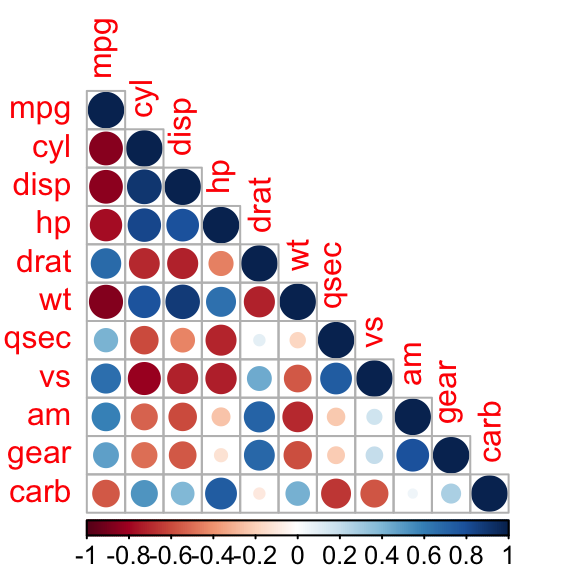 mpg
cyl
disp
hp
drat
wt
qsec
vs
am
gear
carb
mpg
cyl
disp
hp
drat
wt
qsec
vs
am
gear
carb
-1 -0.8 -0.6 -0.4 -0.2 0 0.2 0.4 0.6 0.8 1